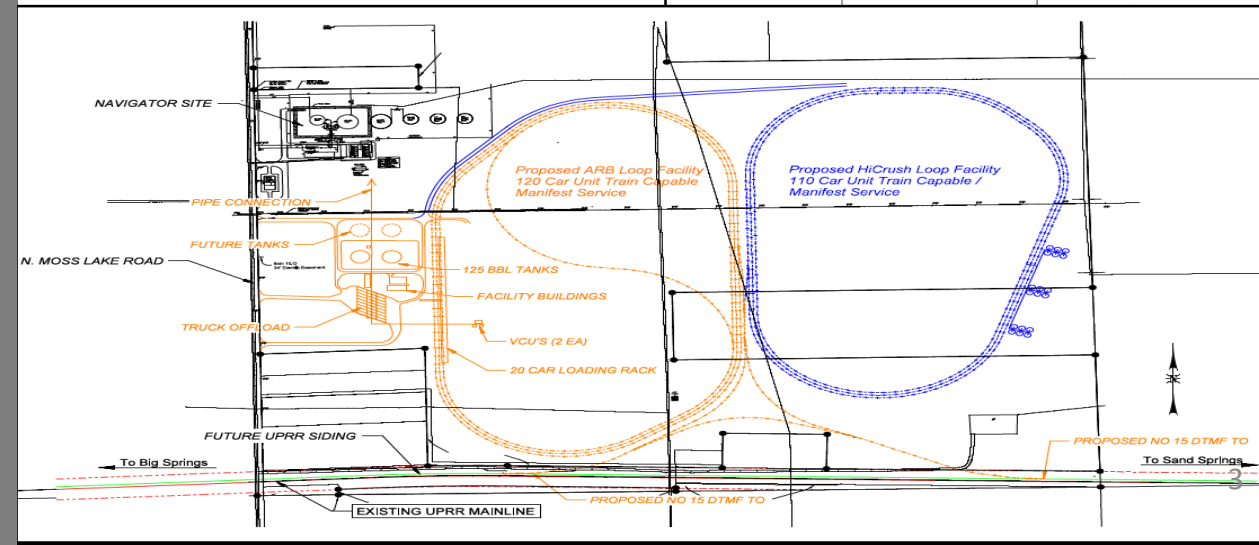 NAVIGATOR SITE
Proposed ARB Loop Facility
120 Car Unit Train Capable
Manifest Service
Proposed HiCrush Loop Facility
110 Car Unit Train Capable /
Manifest Service
PIPE CONNECTION
FUTURE TANKS
N. MOSS LAKE ROAD
125 BBL TANKS
FACILITY BUILDINGS
TRUCK OFFLOAD
VCU'S (2 EA)
20 CAR LOADING RACK
FUTURE UPRR SIDING
PROPOSED NO 15 DTMF TO
To Big Springs
To Sand Springs
3
PROPOSED NO 15 DTMF TO
EXISTING UPRR MAINLINE